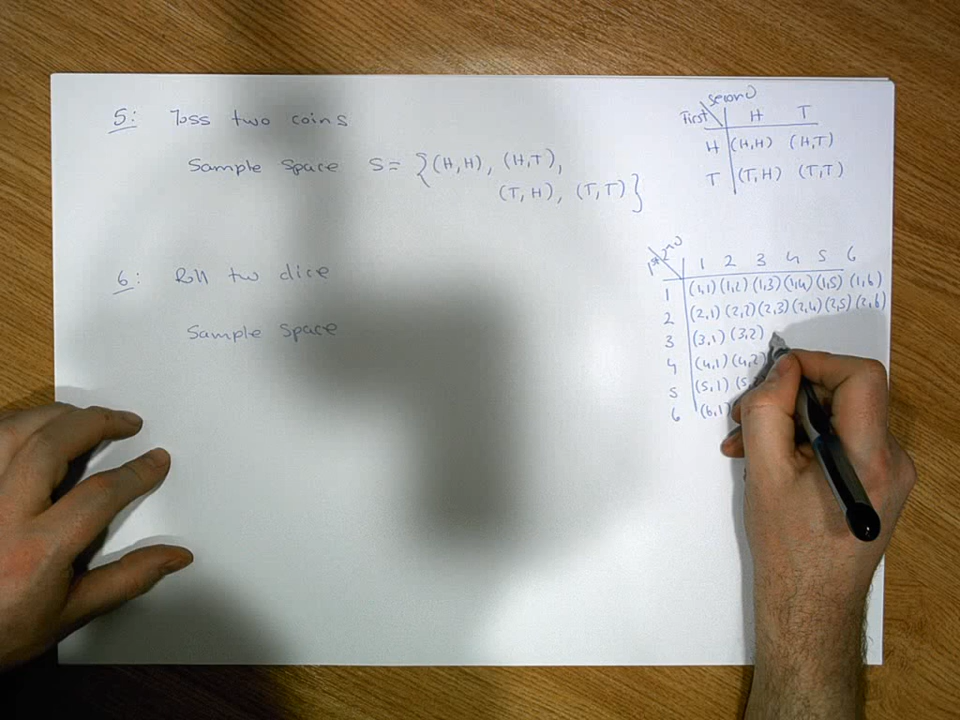 5: Toss two coins
Sample space S = {(H,H), (H,T),
(T,H), (T,T)}
second
First H T
H (H,H) (H,T)
T (T,H) (T,T)
6: Roll two dice
Sample space
2nd
1st 1 2 3 4 5 6
1 (1,1) (1,2) (1,3) (1,4) (1,5) (1,6)
2 (2,1) (2,2) (2,3) (2,4) (2,5) (2,6)
3 (3,1) (3,2)
4 (4,1) (4,2)
5 (5,1) (5,
6 (6,1)